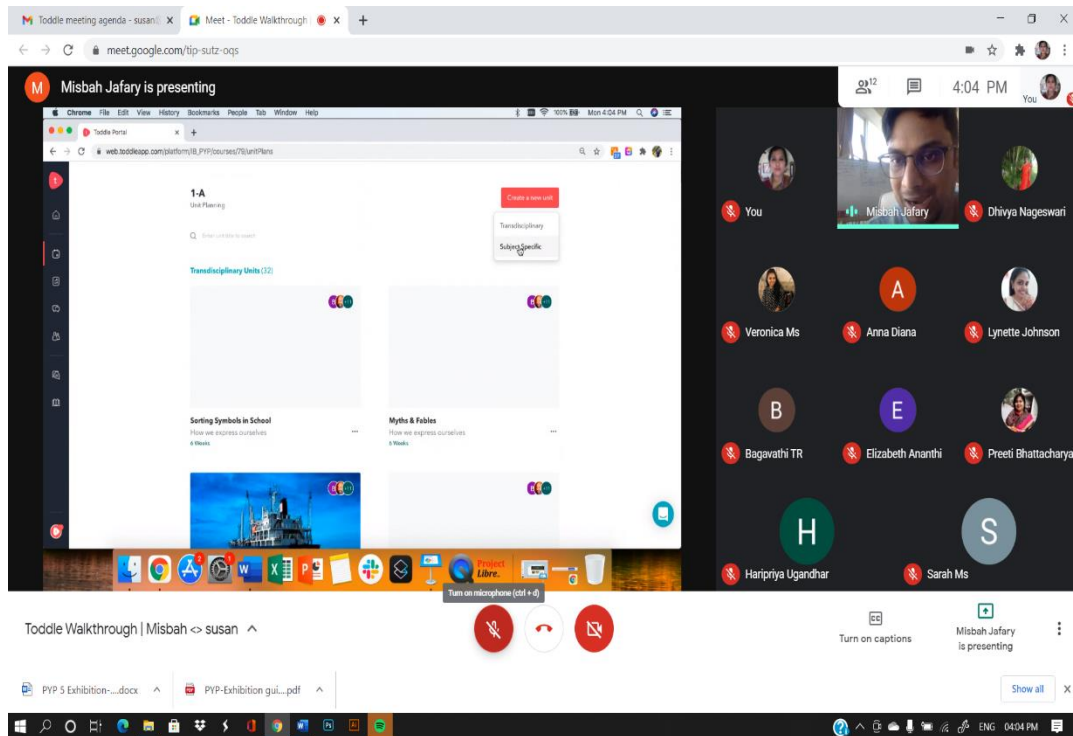 Toddle meeting agenda - susan
Meet - Toddle Walkthrough
meet.google.com/tip-sutz-oqs
M
Misbah Jafary is presenting
12
4:04 PM
You
Chrome File Edit View History Bookmarks People Tab Window Help
100% Mon 4:04 PM
Toddle Portal
web.toddleapp.com/platform/IB_PYP/courses/78/unitPlans
1-A
Unit Planning
Create a new unit
Transdisciplinary
Subject Specific
Transdisciplinary Units (32)
Sorting Symbols in School
How we express ourselves
6 Weeks
Myths & Fables
How we express ourselves
6 Weeks
Project
Libre.
You
Misbah Jafary
Dhivya Nageswari
Veronica Ms
A
Anna Diana
Lynette Johnson
B
Bagavathi TR
E
Elizabeth Ananthi
Preeti Bhattacharya
H
Haripriya Ugandhar
S
Sarah Ms
Turn on microphone (ctrl + d)
Toddle Walkthrough | Misbah <> susan
CC
Turn on captions
Misbah Jafary
is presenting
PYP 5 Exhibition-....docx
PYP-Exhibition gui....pdf
Show all
ENG 04:04 PM